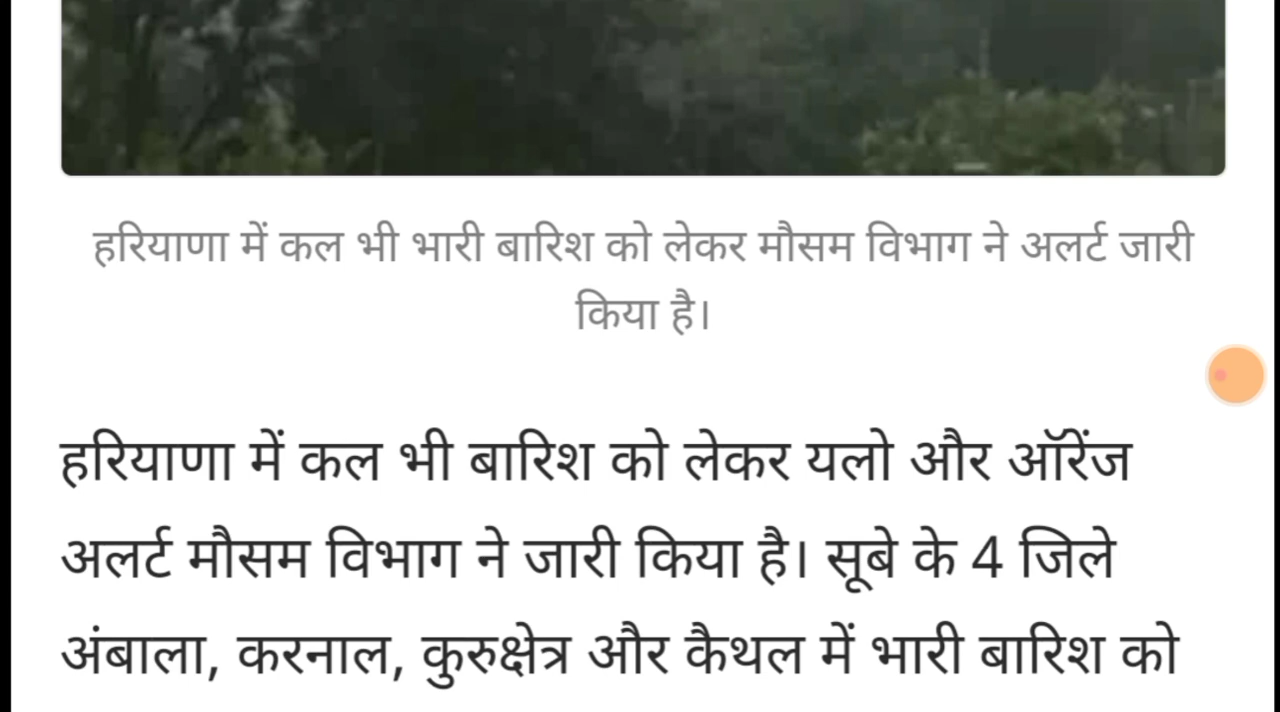 हरियाणा में कल भी भारी बारिश को लेकर मौसम विभाग ने अलर्ट जारी
किया है।
हरियाणा में कल भी बारिश को लेकर यलो और ऑरेंज
अलर्ट मौसम विभाग ने जारी किया है। सूबे के 4 जिले
अंबाला, करनाल, कुरुक्षेत्र और कैथल में भारी बारिश को